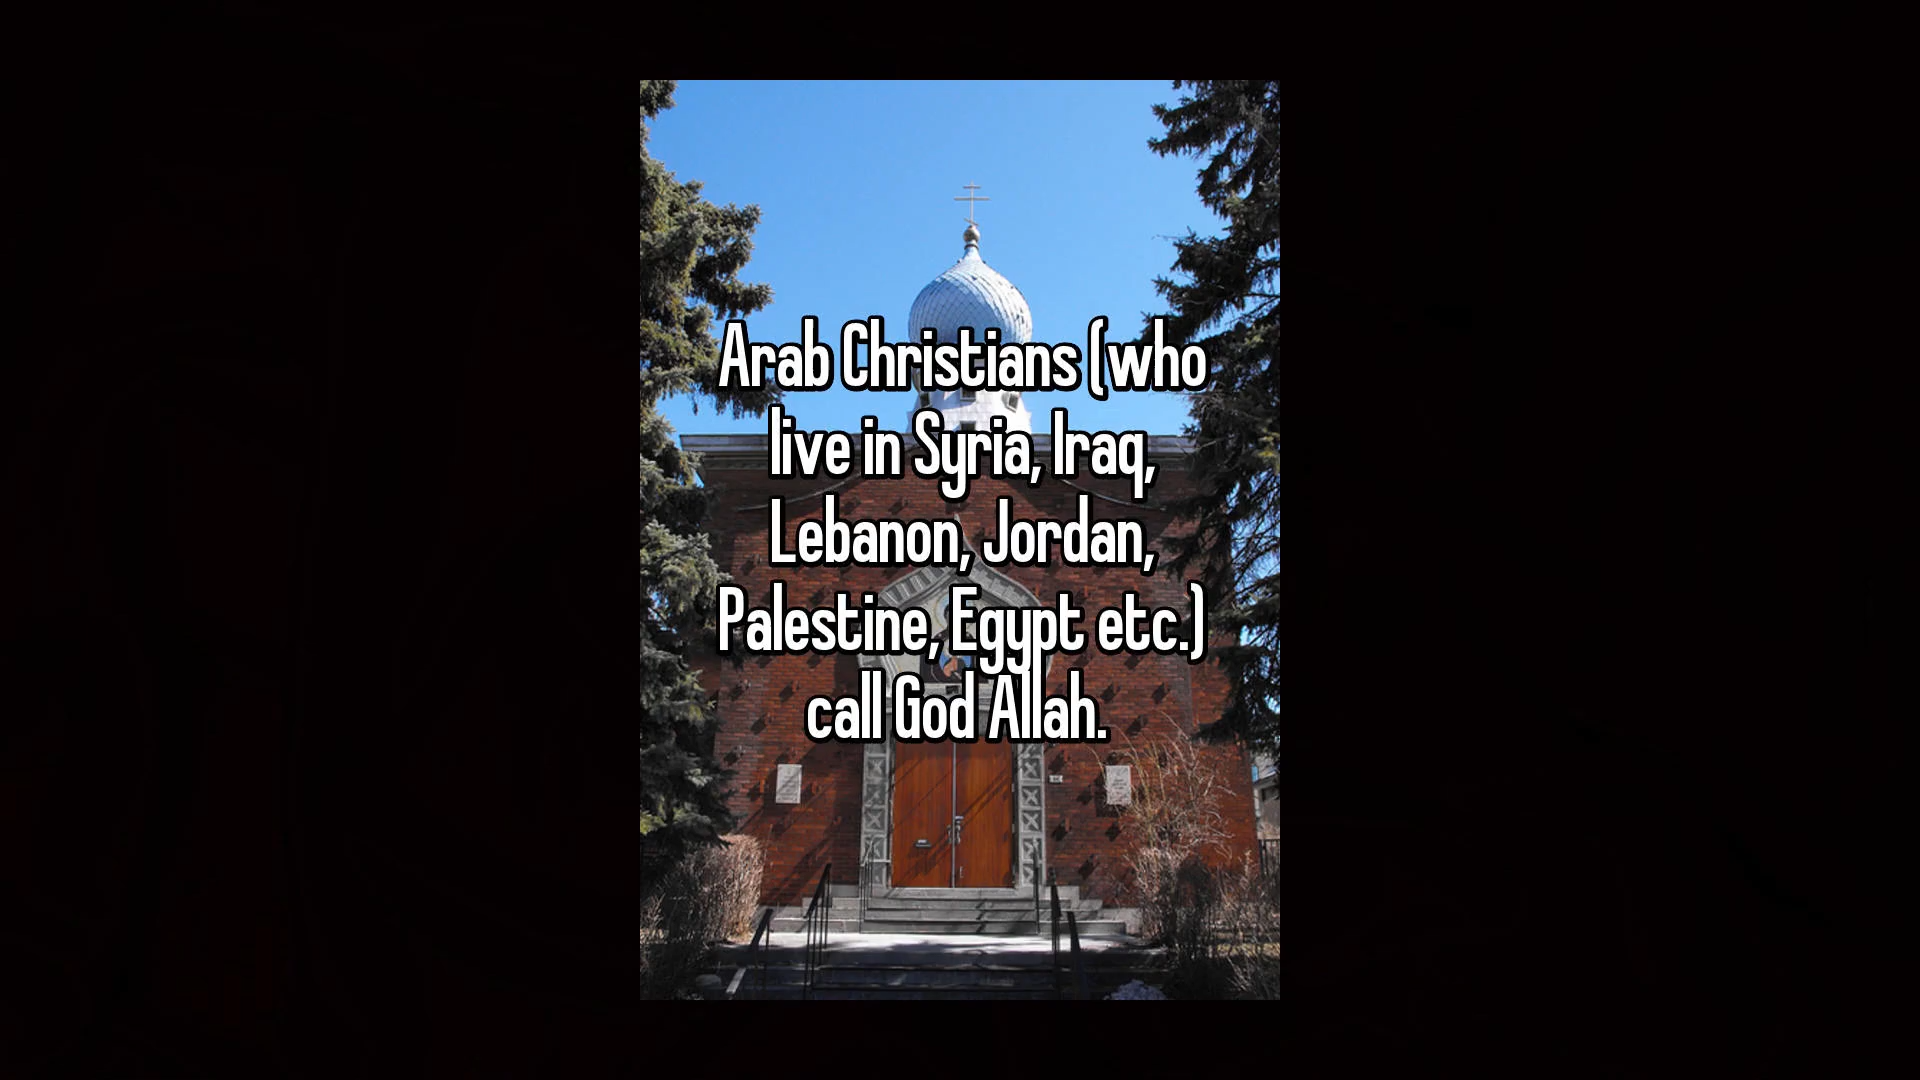 Arab Christians (who
live in Syria, Iraq,
Lebanon, Jordan,
Palestine, Egypt etc.)
call God Allah.